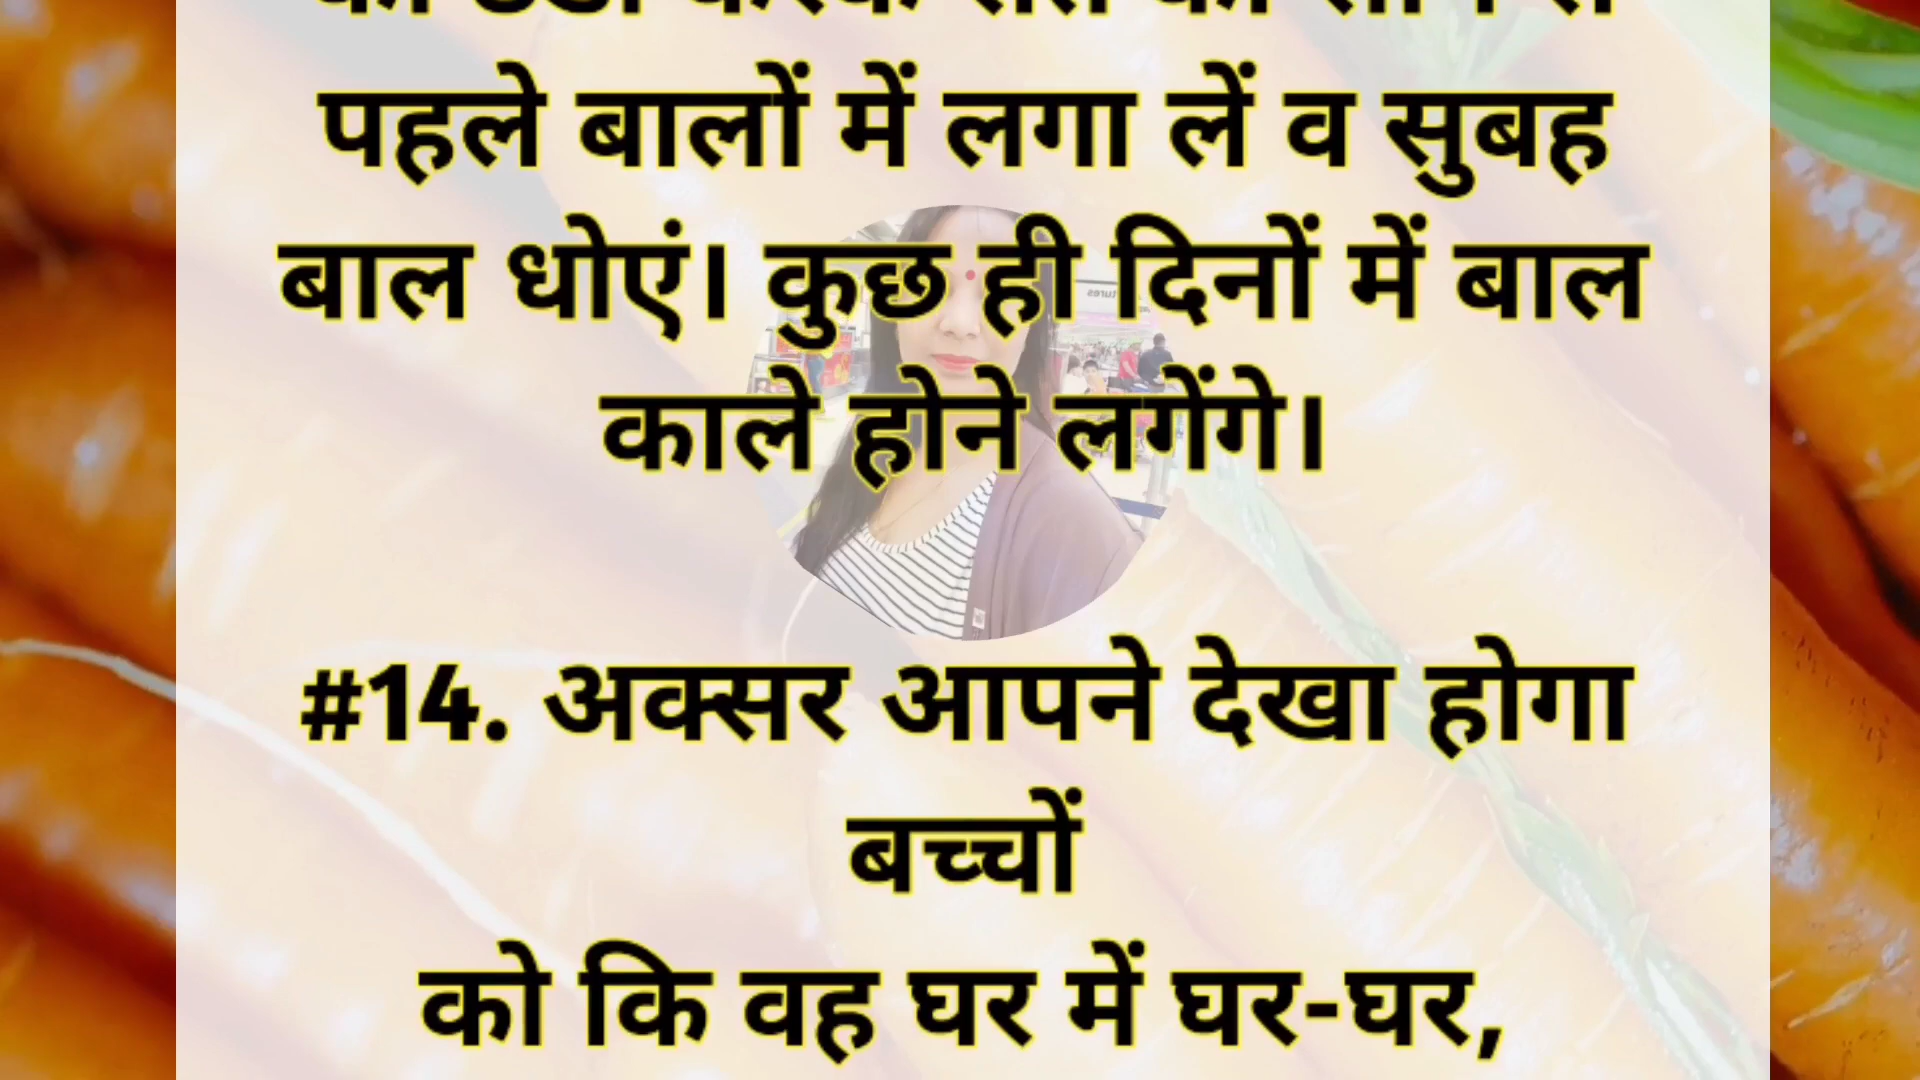 पहले बालों में लगा लें व सुबह
बाल धोएं। कुछ ही दिनों में बाल
काले होने लगेंगे।
#14. अक्सर आपने देखा होगा
बच्चों
को कि वह घर में घर-घर,